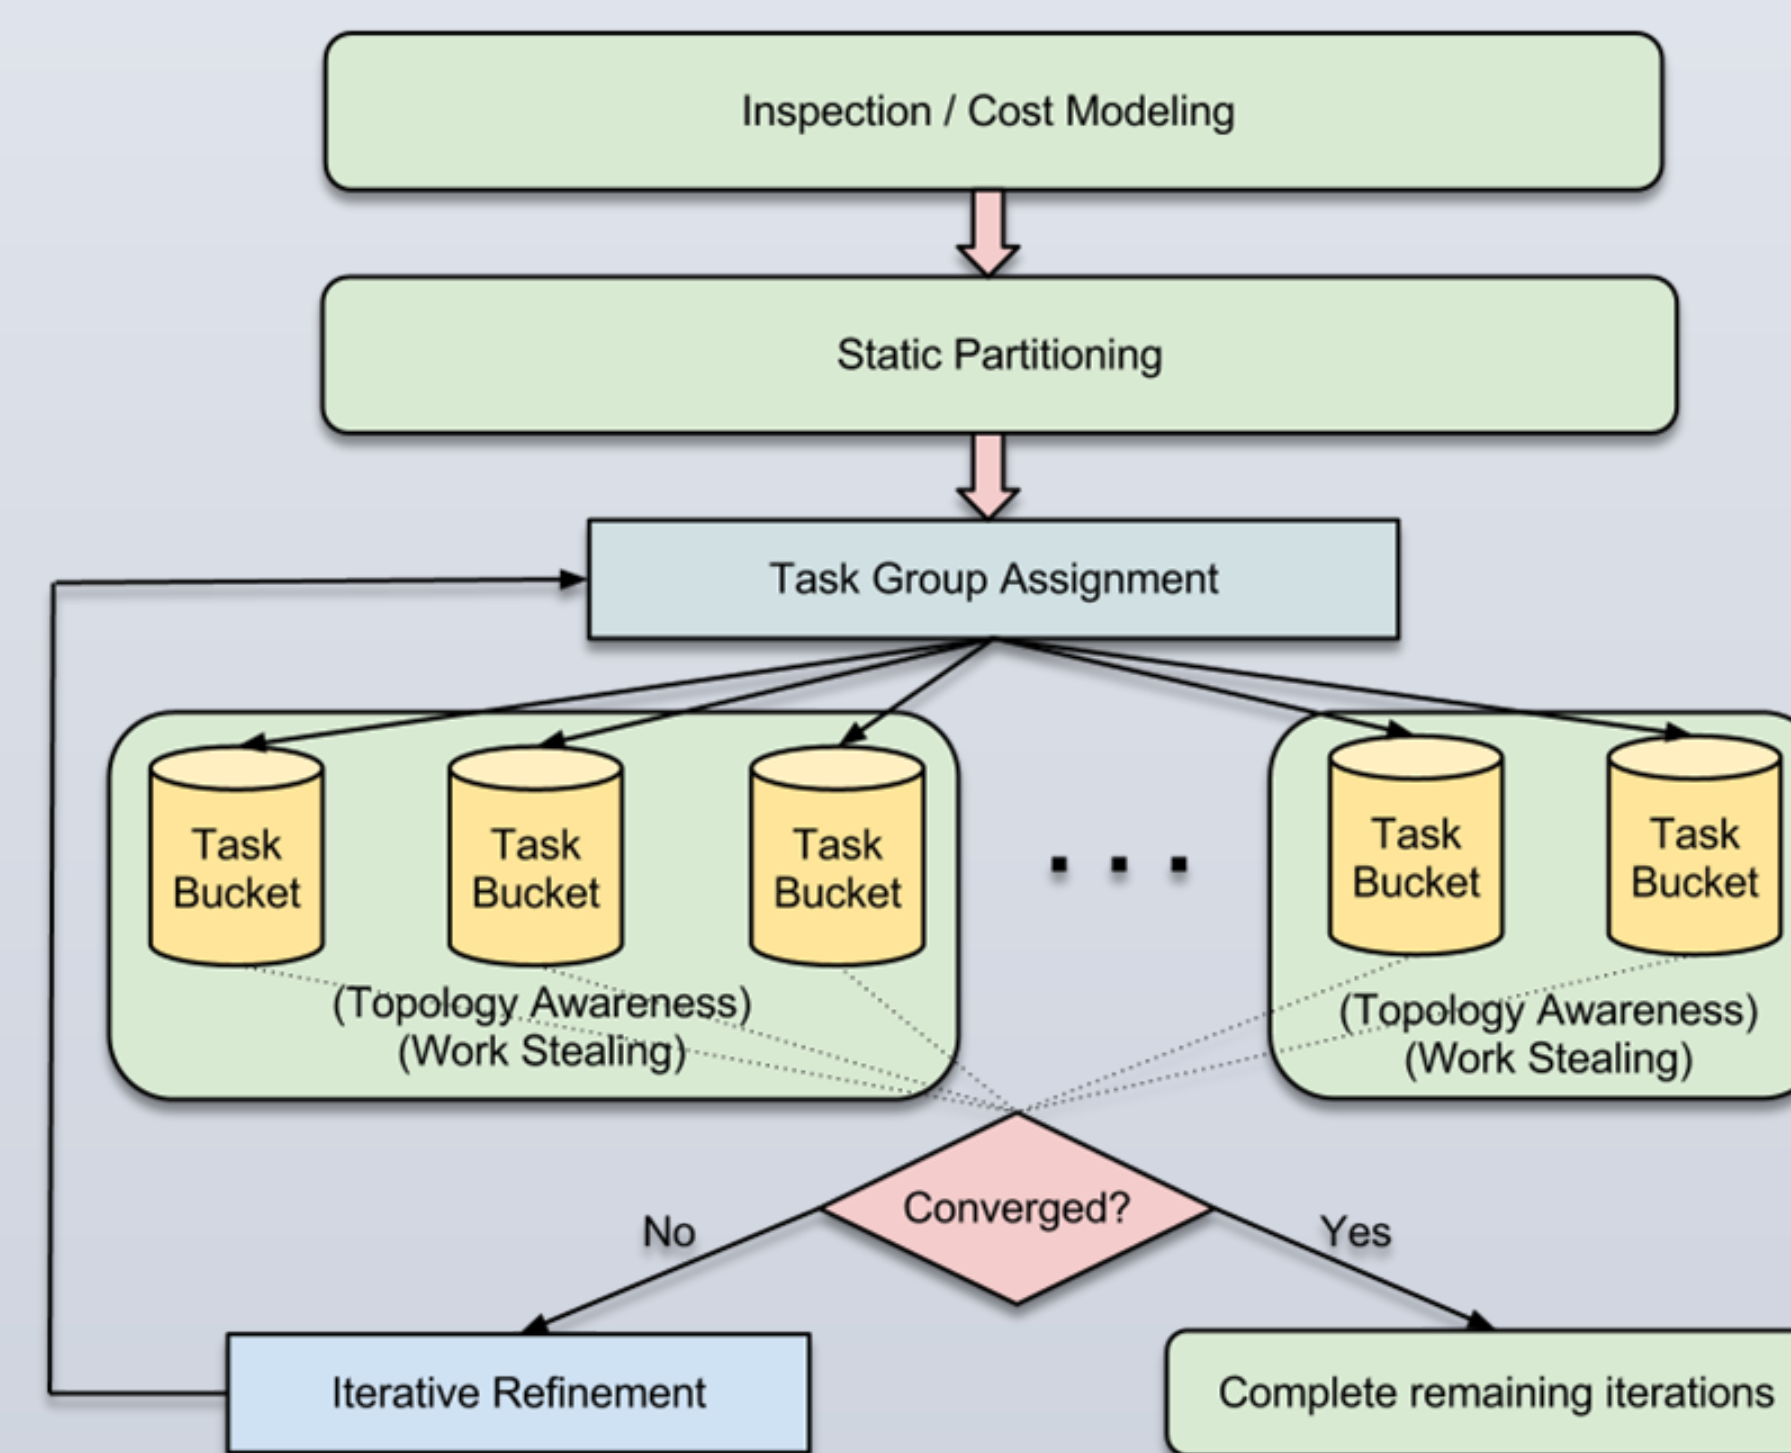 Inspection / Cost Modeling
Static Partitioning
Task Group Assignment
Task
Bucket
Task
Bucket
Task
Bucket
. . .
Task
Bucket
Task
Bucket
(Topology Awareness)
(Work Stealing)
(Topology Awareness)
(Work Stealing)
Converged?
No
Yes
Iterative Refinement
Complete remaining iterations